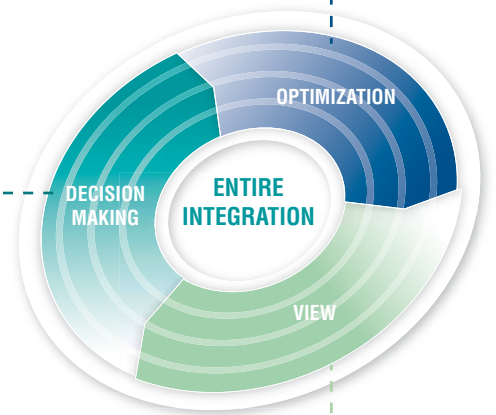 OPTIMIZATION
DECISION
MAKING
ENTIRE
INTEGRATION
VIEW